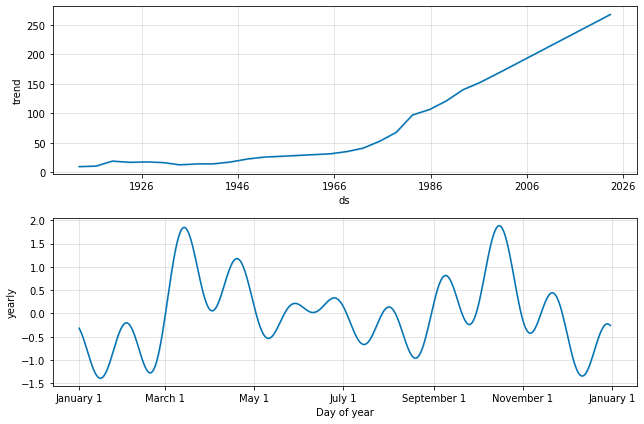 250
200
150
100
50
0
trend
1926 1946 1966 1986 2006 2026
ds
2.0
1.5
1.0
0.5
0.0
−0.5
−1.0
−1.5
yearly
January 1 March 1 May 1 July 1 September 1 November 1 January 1
Day of year